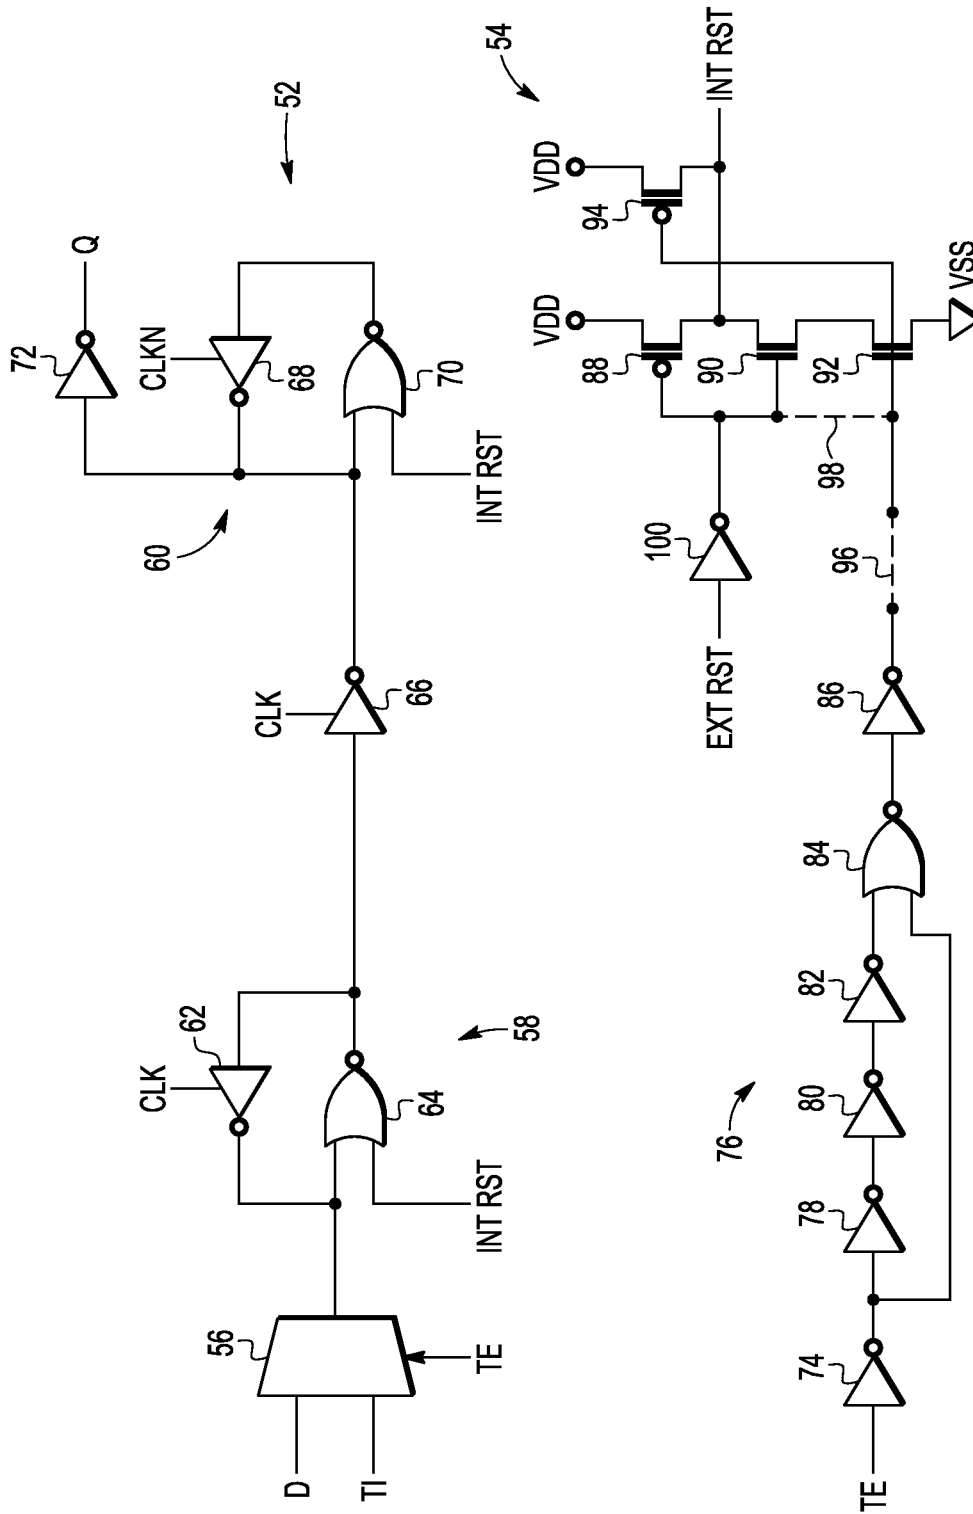 D
TI
56
TE
CLK
62
64
INT RST
58
CLK
66
60
72
Q
CLKN
68
70
INT RST
52
TE
74
76
78
80
82
84
86
96
98
EXT RST
100
VDD
88
90
92
VSS
VDD
94
INT RST
54